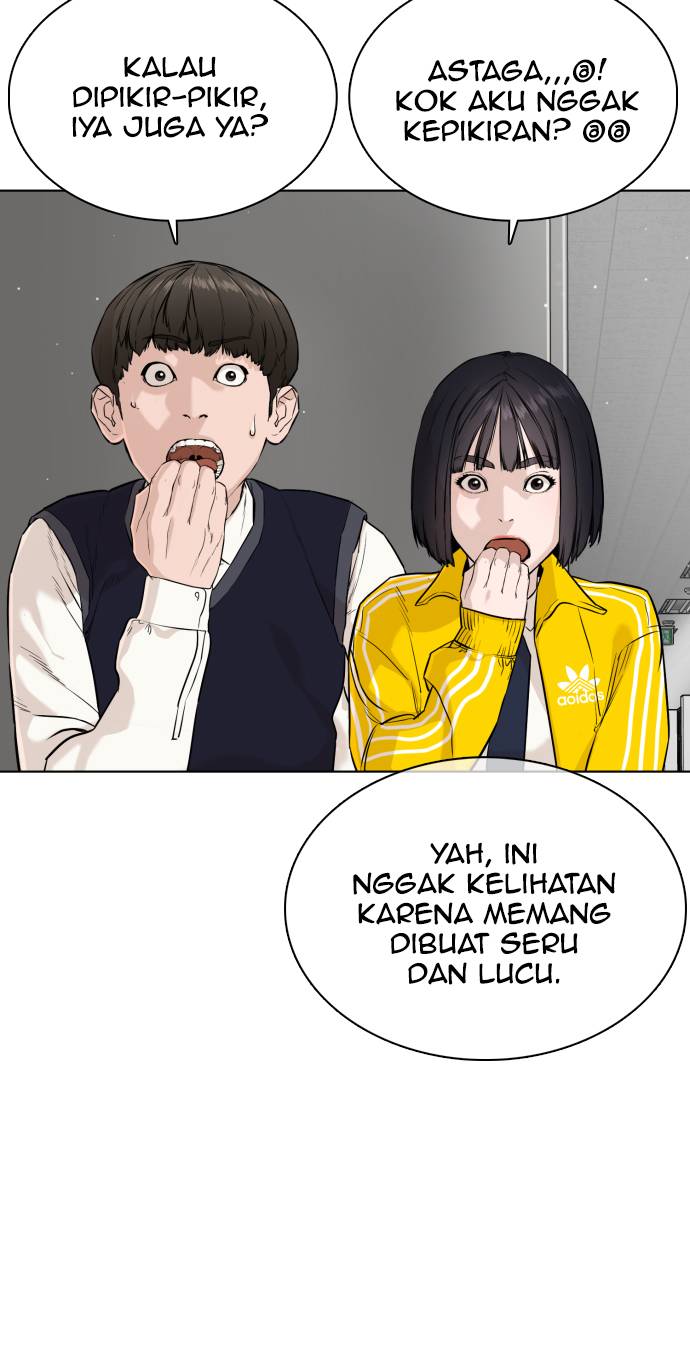 KALAU
DIPIKIR-PIKIR,
IYA JUGA YA?
ASTAGA,,,@!
KOK AKU NGGAK
KEPIKIRAN? @@
aoidas
YAH, INI
NGGAK KELIHATAN
KARENA MEMANG
DIBUAT SERU
DAN LUCU.